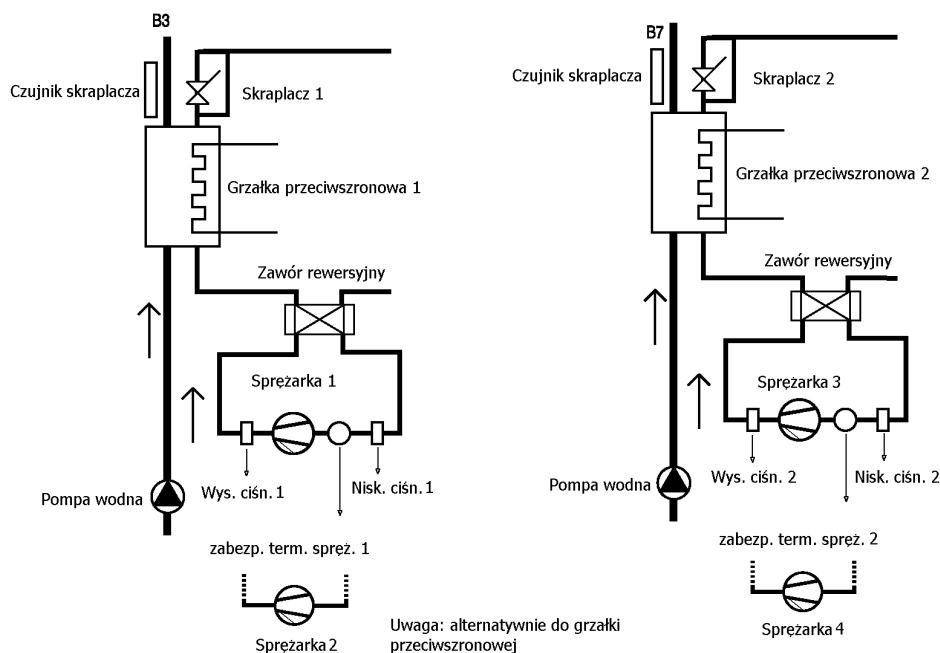 B3
Czujnik skraplacza
Skraplacz 1
Grzałka przeciwszronowa 1
Zawór rewersyjny
Sprężarka 1
Wys. ciśn. 1
Nisk. ciśn. 1
Pompa wodna
zabezp. term. spręż. 1
Sprężarka 2
B7
Czujnik skraplacza
Skraplacz 2
Grzałka przeciwszronowa 2
Zawór rewersyjny
Sprężarka 3
Wys. ciśn. 2
Nisk. ciśn. 2
Pompa wodna
zabezp. term. spręż. 2
Sprężarka 4
Uwaga: alternatywnie do grzałki
przeciwszronowej